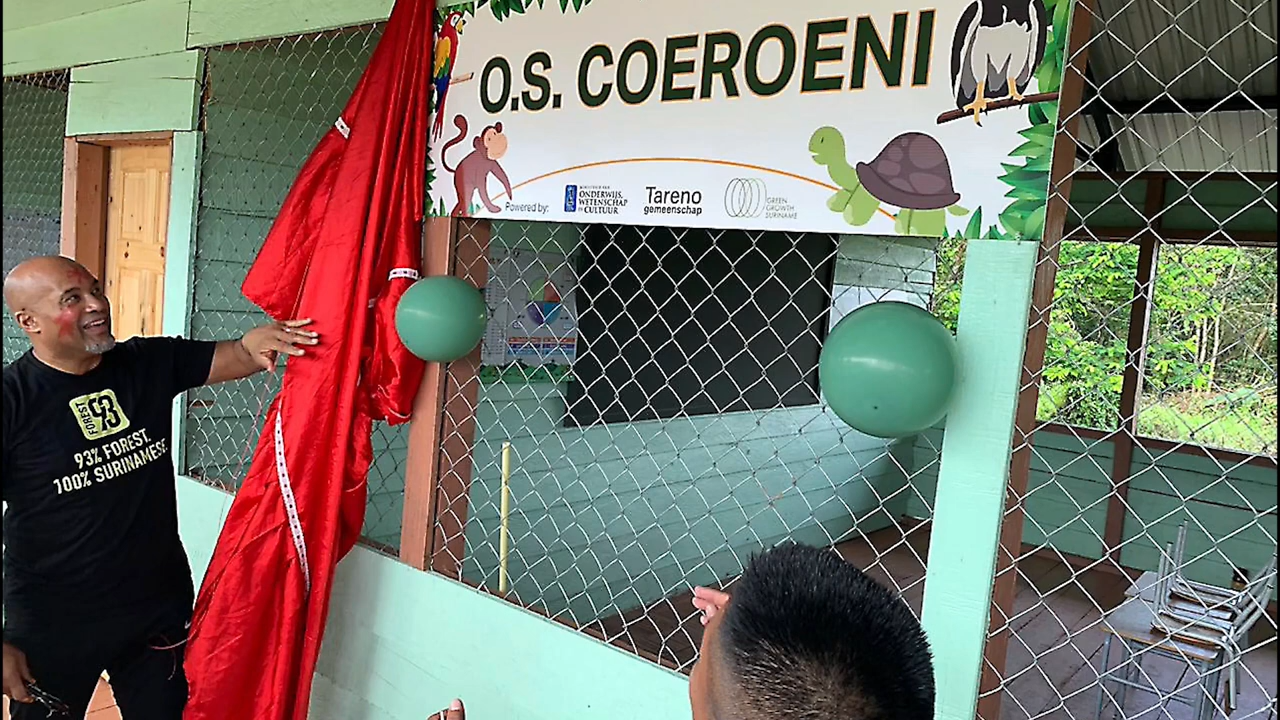 O.S. COEROENI
Powered by:
ONDERWIJS,
WETENSCHAP
EN CULTUUR
Tareno
gemeenschap
GREEN
GROWTH
SURINAME
FOREST
93
93% FOREST.
100% SURINAMESE